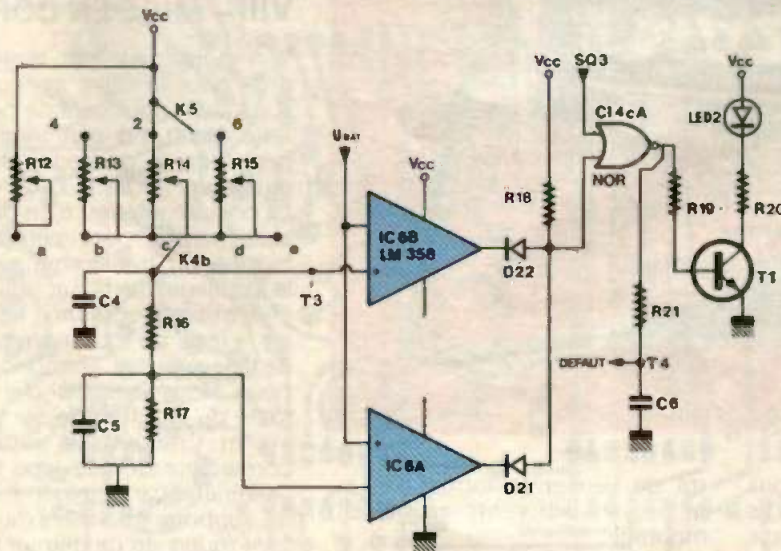 Vcc
Vcc
SQ3
Vcc
K5
CI4cA
LED2
4
2
6
UBAT
Vcc
R12
R13
R14
R15
R18
NOR
R19
R20
IC6B
LM 358
a
b
c
d
e
D22
K4b
T1
+
C4
T3
R21
R16
DEFAUT
T4
C5
R17
+
C6
IC6A
D21